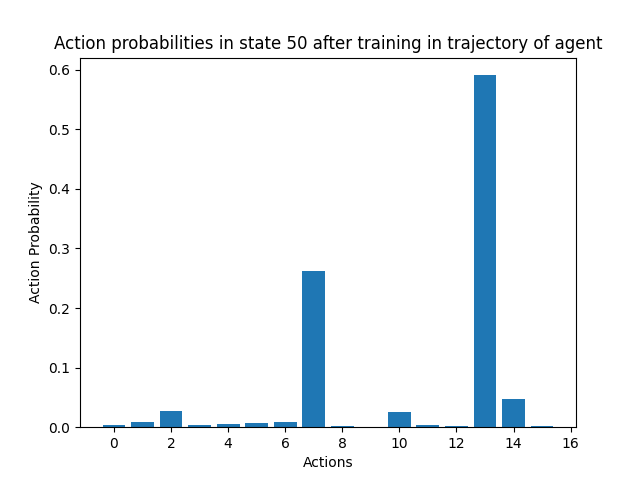 Action probabilities in state 50 after training in trajectory of agent
0.6
0.5
0.4
0.3
0.2
0.1
0.0
Action Probability
0 2 4 6 8 10 12 14 16
Actions